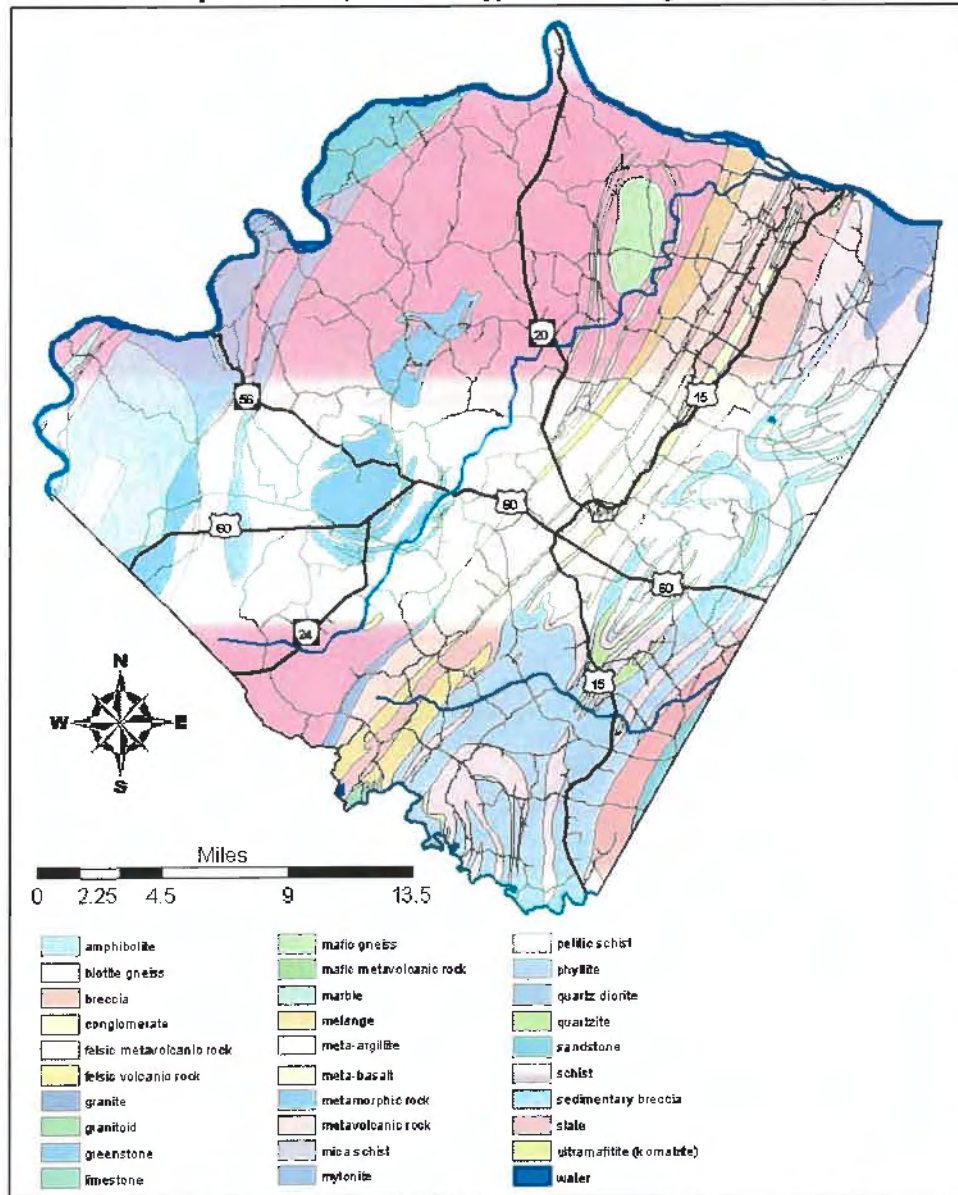 20
56
15
60
60
24
60
15
N
W E
S
Miles
0 2.25 4.5 9 13.5
amphibolite
biotite gneiss
breccia
conglomerate
felsic metavolcanic rock
felsic volcanic rock
granite
granitoid
greenstone
limestone
mafic gneiss
mafic metavolcanic rock
marble
melange
meta-argillite
meta-basalt
metamorphic rock
metavolcanic rock
mica schist
mylonite
pelitic schist
phyllite
quartz diorite
quartzite
sandstone
schist
sedimentary breccia
slate
ultramafitite (komatiite)
water